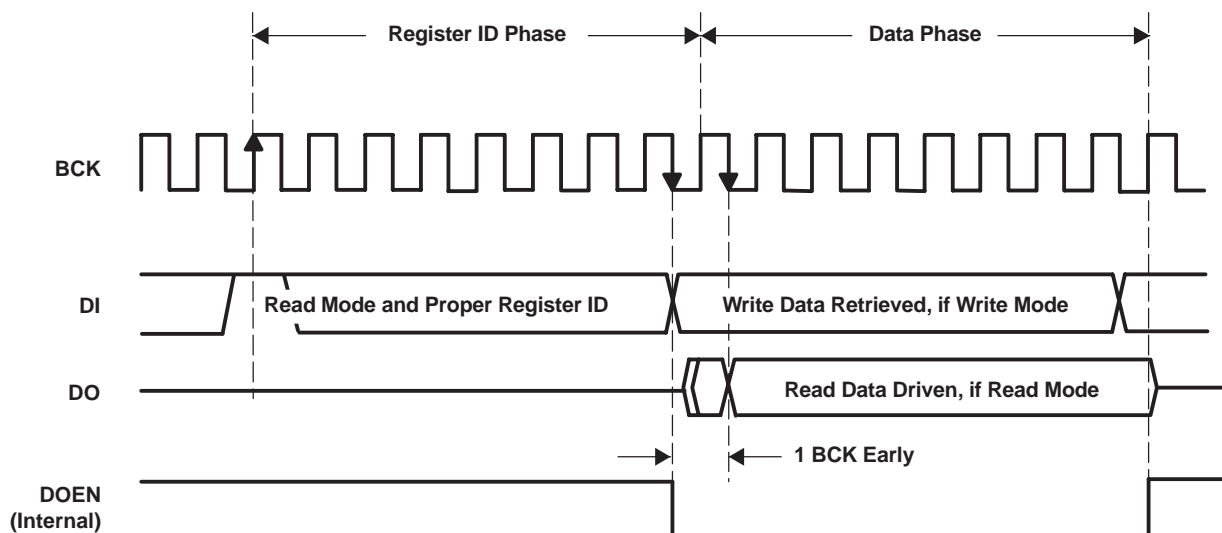 Register ID Phase
Data Phase
BCK
DI
Read Mode and Proper Register ID
Write Data Retrieved, if Write Mode
DO
Read Data Driven, if Read Mode
1 BCK Early
DOEN
(Internal)